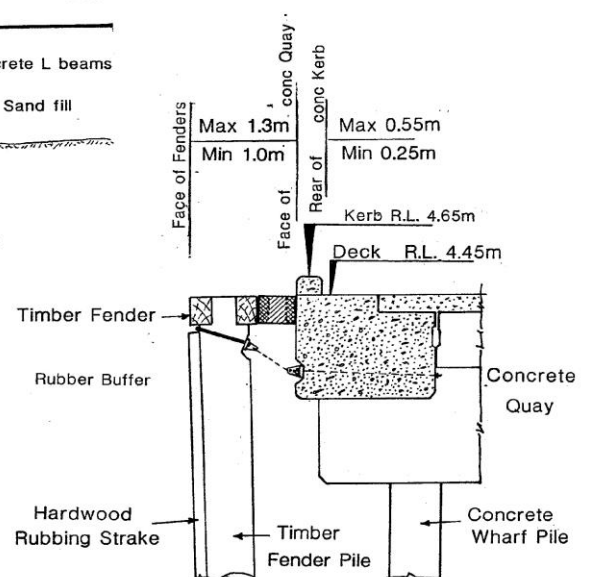 crete L beams
Sand fill
Face of Fenders
Max 1.3m
Min 1.0m
Face of conc Quay
Rear of conc Kerb
Max 0.55m
Min 0.25m
Kerb R.L. 4.65m
Deck R.L. 4.45m
Timber Fender
Rubber Buffer
Concrete
Quay
Hardwood
Rubbing Strake
Timber
Fender Pile
Concrete
Wharf Pile